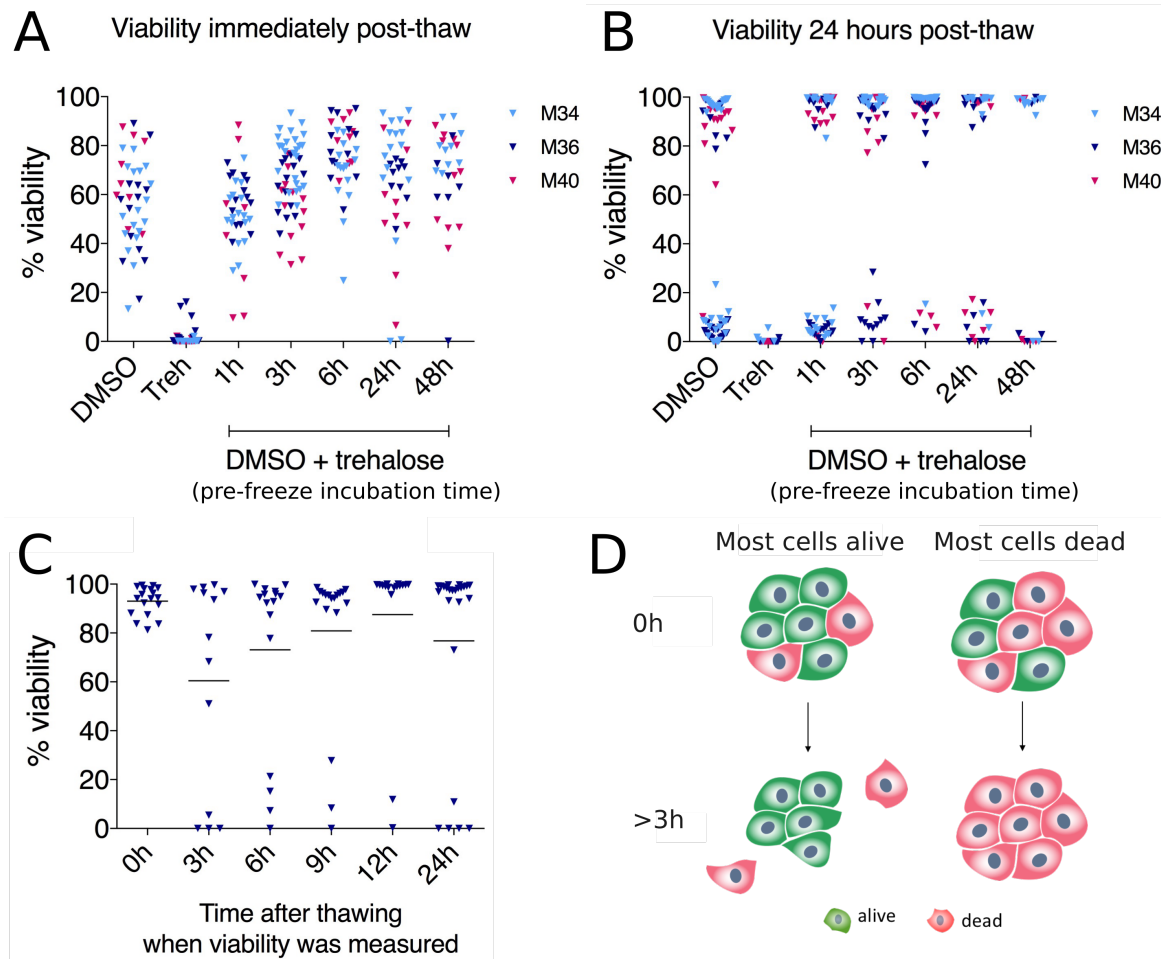 A
Viability immediately post-thaw
% viability
100
80
60
40
20
0
DMSO
Treh
1h
3h
6h
24h
48h
M34
M36
M40
DMSO + trehalose
(pre-freeze incubation time)
B
Viability 24 hours post-thaw
% viability
100
80
60
40
20
0
DMSO
Treh
1h
3h
6h
24h
48h
M34
M36
M40
DMSO + trehalose
(pre-freeze incubation time)
C
% viability
100
80
60
40
20
0
0h
3h
6h
9h
12h
24h
Time after thawing
when viability was measured
D
Most cells alive
Most cells dead
0h
>3h
alive
dead